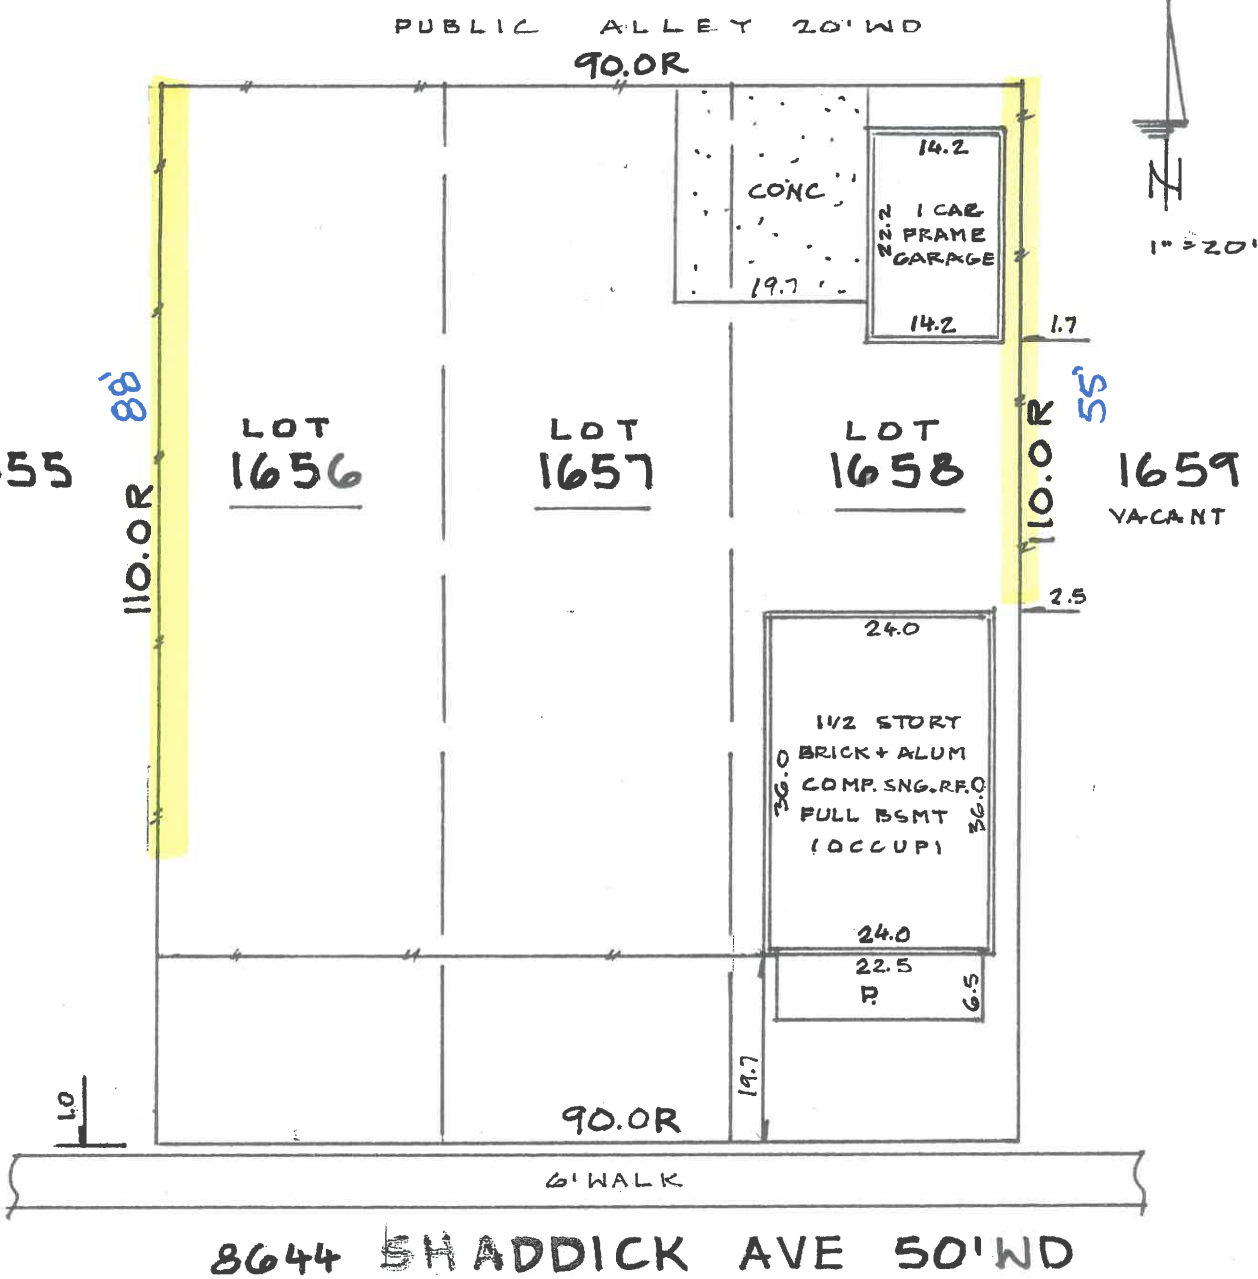 PUBLIC ALLEY 20'WD
90.0R
N
1"=20'
14.2
CONC
22.2
1 CAR
FRAME
GARAGE
19.7
14.2
1.7
88'
55'
110.0R
110.0R
55
LOT
1656
LOT
1657
LOT
1658
1659
VACANT
2.5
24.0
1 1/2 STORY
BRICK + ALUM
COMP. SNG. RF.
FULL BSMT
(OCCUP)
36.0
36.0
24.0
22.5
P.
6.5
19.7
1.0
90.0R
6' WALK
8644 SHADDICK AVE 50'WD